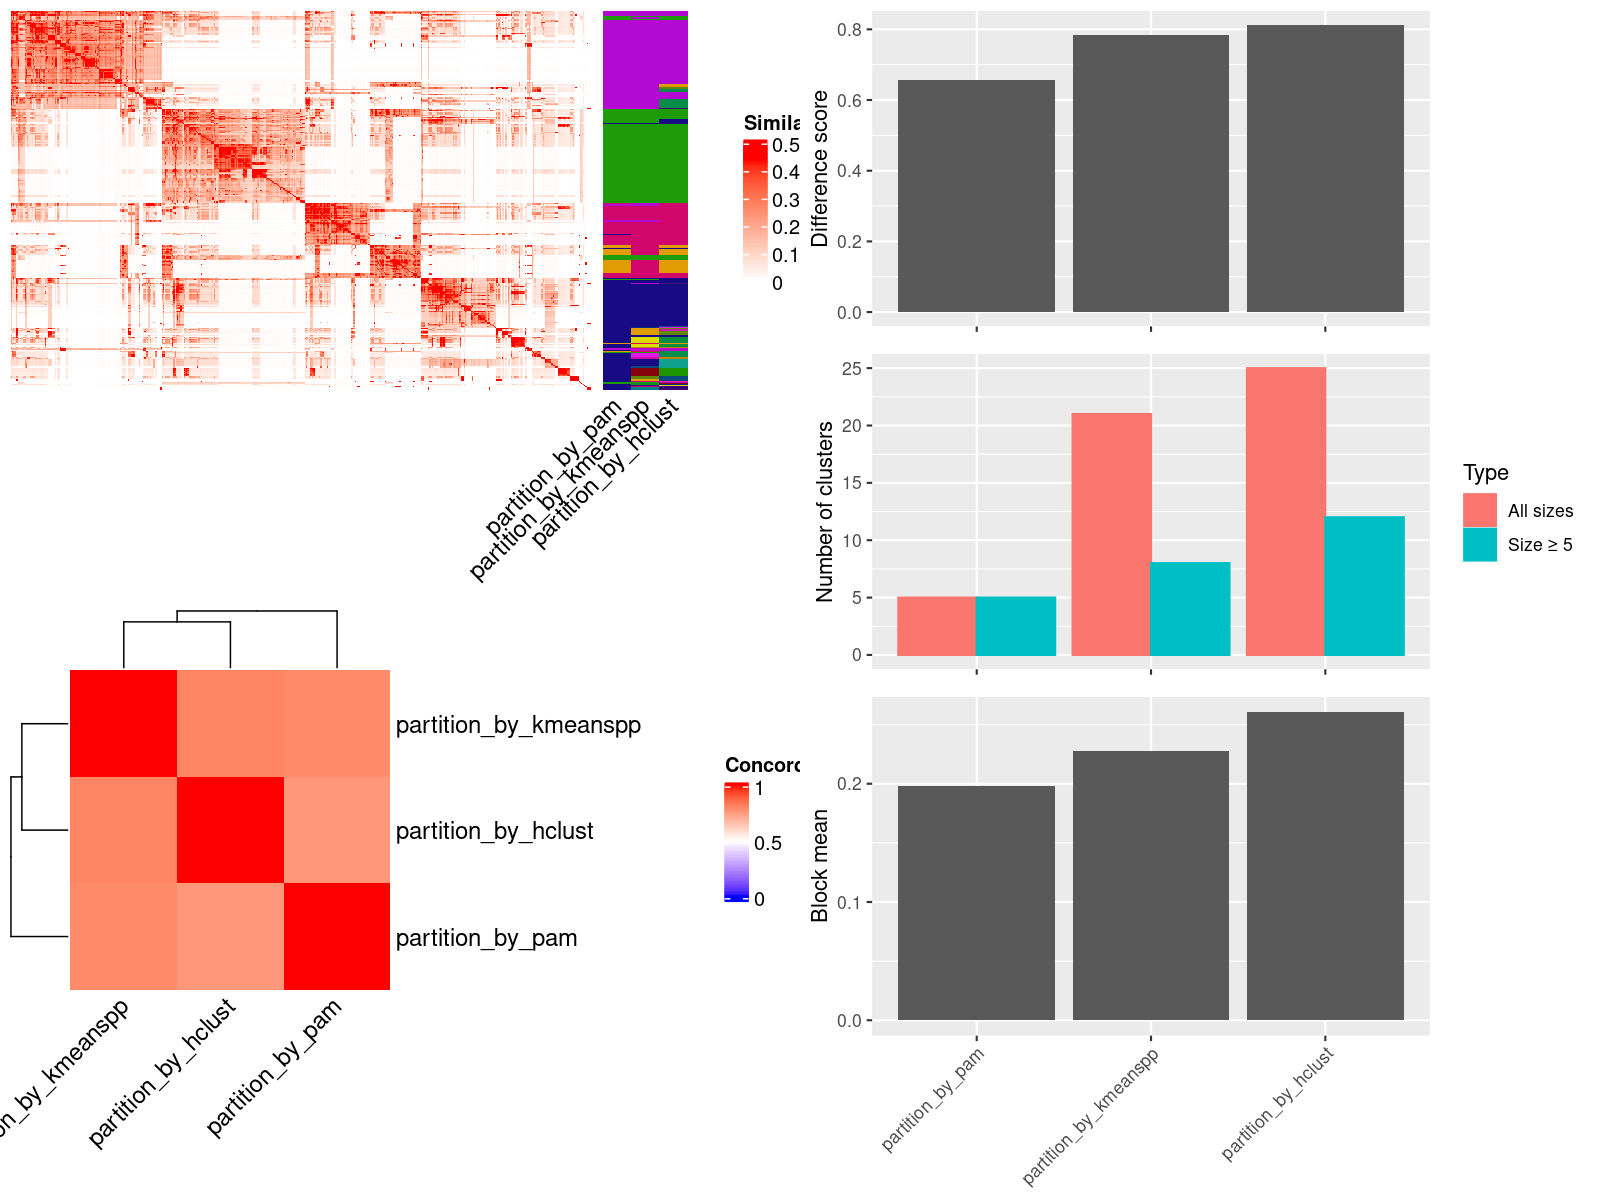 Simila
0.5
0.4
0.3
0.2
0.1
0
partition_by_pam
partition_by_kmeanspp
partition_by_hclust
partition_by_kmeanspp
partition_by_hclust
partition_by_pam
Concord
1
0.5
0
on_by_kmeanspp
partition_by_hclust
partition_by_pam
Difference score
0.8
0.6
0.4
0.2
0.0
Number of clusters
25
20
15
10
5
0
Type
All sizes
Size ≥ 5
Block mean
0.2
0.1
0.0
partition_by_pam
partition_by_kmeanspp
partition_by_hclust